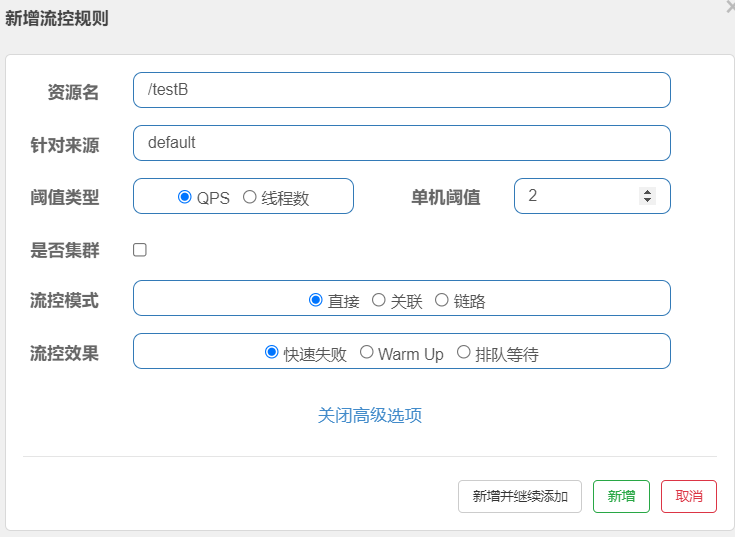 新增流控规则
资源名 /testB
针对来源 default
阈值类型 QPS 线程数 单机阈值 2
是否集群
流控模式 直接 关联 链路
流控效果 快速失败 Warm Up 排队等待
关闭高级选项
新增并继续添加 新增 取消